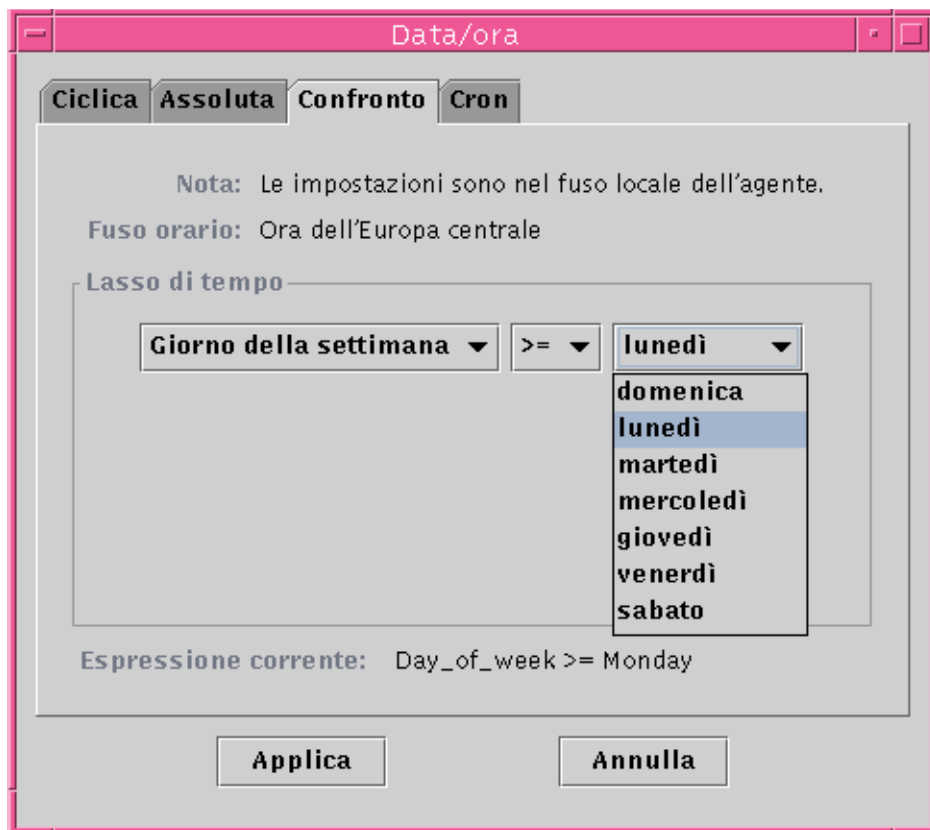 Data/ora
Ciclica Assoluta Confronto Cron
Nota: Le impostazioni sono nel fuso locale dell'agente.
Fuso orario: Ora dell'Europa centrale
Lasso di tempo
Giorno della settimana >= lunedì
domenica
lunedì
martedì
mercoledì
giovedì
venerdì
sabato
Espressione corrente: Day_of_week >= Monday
Applica Annulla